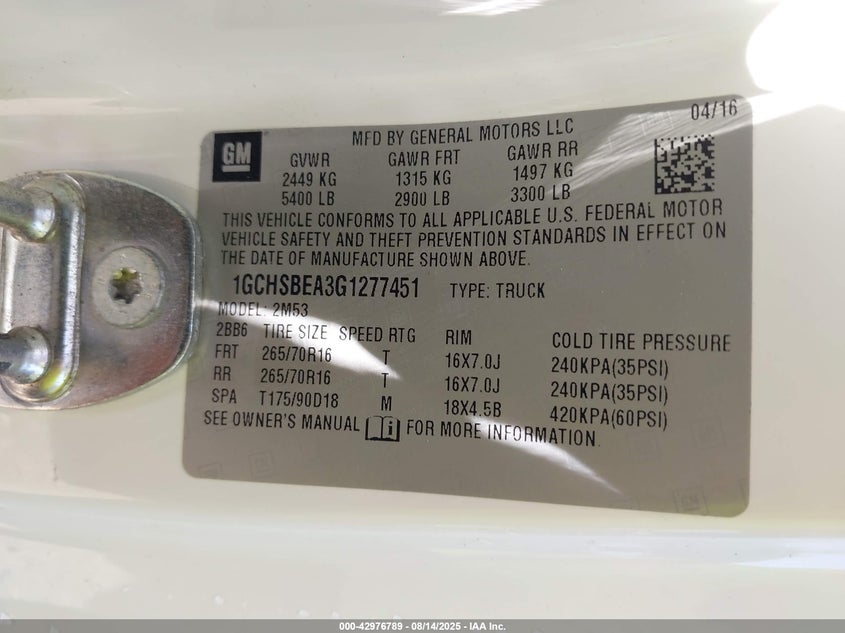 04/16
GM
MFD BY GENERAL MOTORS LLC
GVWR GAWR FRT GAWR RR
2449 KG 1315 KG 1497 KG
5400 LB 2900 LB 3300 LB
THIS VEHICLE CONFORMS TO ALL APPLICABLE U.S. FEDERAL MOTOR
VEHICLE SAFETY AND THEFT PREVENTION STANDARDS IN EFFECT ON
THE DATE OF MANUFACTURE SHOWN ABOVE.
1GCHSBEA3G1277451 TYPE: TRUCK
MODEL: 2M53
2BB6 TIRE SIZE SPEED RTG RIM COLD TIRE PRESSURE
FRT 265/70R16 T 16X7.0J 240KPA(35PSI)
RR 265/70R16 T 16X7.0J 240KPA(35PSI)
SPA T175/90D18 M 18X4.5B 420KPA(60PSI)
SEE OWNER'S MANUAL FOR MORE INFORMATION.
000-42976789 - 08/14/2025 - IAA Inc.